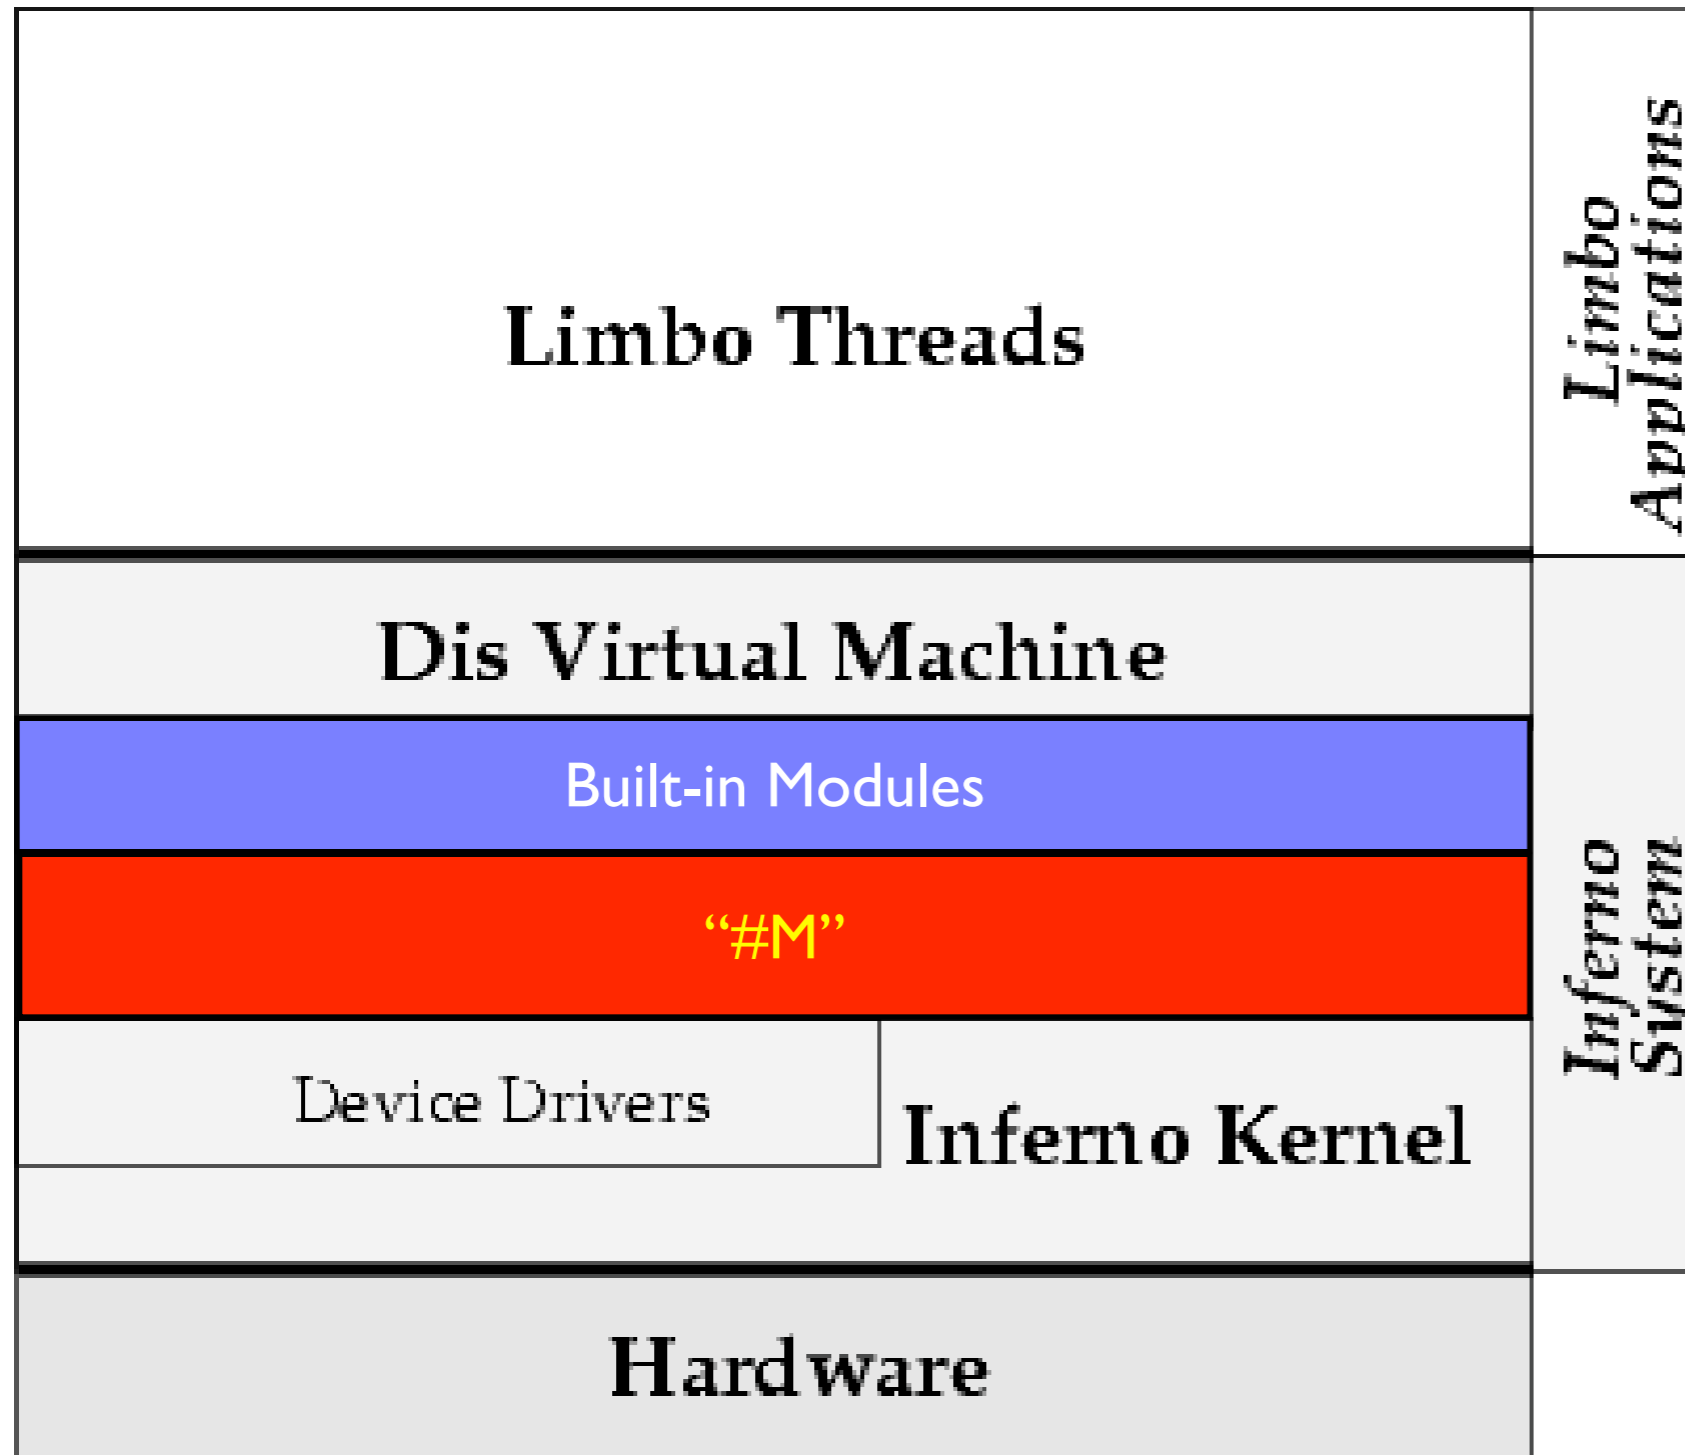 Limbo Threads
Limbo
Applications
Dis Virtual Machine
Built-in Modules
“#M”
Device Drivers
Inferno Kernel
Inferno
System
Hardware